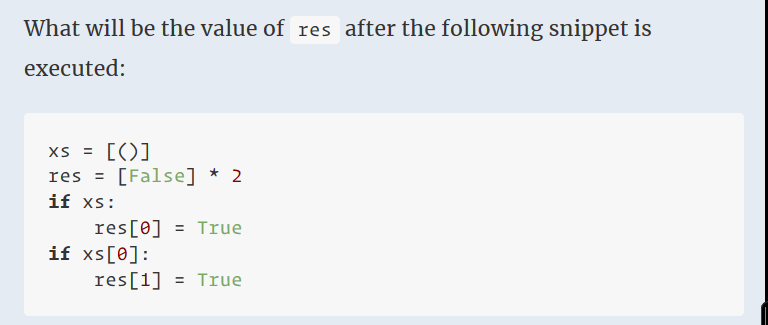 What will be the value of res after the following snippet is
executed:
xs = [()]
res = [False] * 2
if xs:
    res[0] = True
if xs[0]:
    res[1] = True